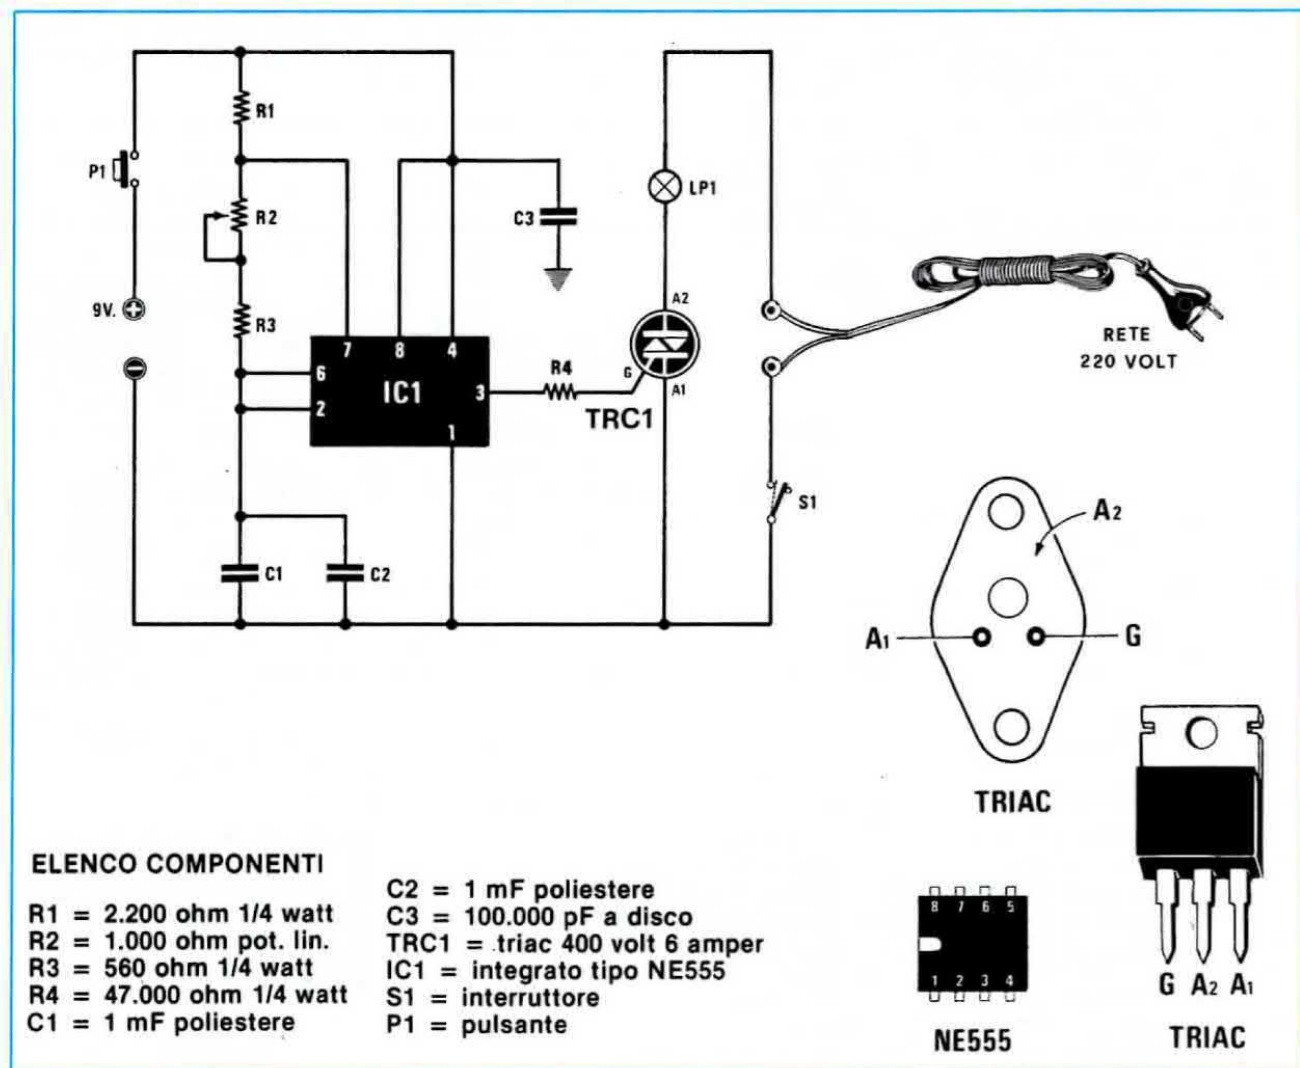 R1
P1
R2
C3
LP1
A2
9V.
R3
RETE
220 VOLT
7 8 4
6
IC1
3
2
1
R4
G
A1
TRC1
S1
C1
C2
A2
A1
G
TRIAC
ELENCO COMPONENTI
R1 = 2.200 ohm 1/4 watt
R2 = 1.000 ohm pot. lin.
R3 = 560 ohm 1/4 watt
R4 = 47.000 ohm 1/4 watt
C1 = 1 mF poliestere
C2 = 1 mF poliestere
C3 = 100.000 pF a disco
TRC1 = triac 400 volt 6 amper
IC1 = integrato tipo NE555
S1 = interruttore
P1 = pulsante
8 7 6 5
1 2 3 4
NE555
G A2 A1
TRIAC